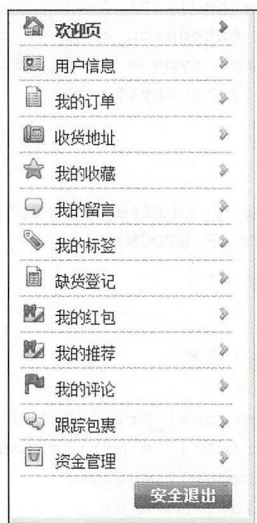 欢迎页
用户信息
我的订单
收货地址
我的收藏
我的留言
我的标签
缺货登记
我的红包
我的推荐
我的评论
跟踪包裹
资金管理
安全退出